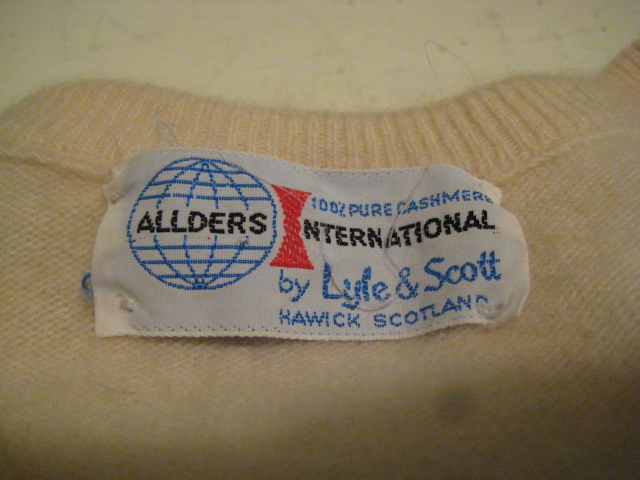 100% PURE CASHMERE
ALLDERS INTERNATIONAL
by Lyle & Scott
HAWICK SCOTLAND